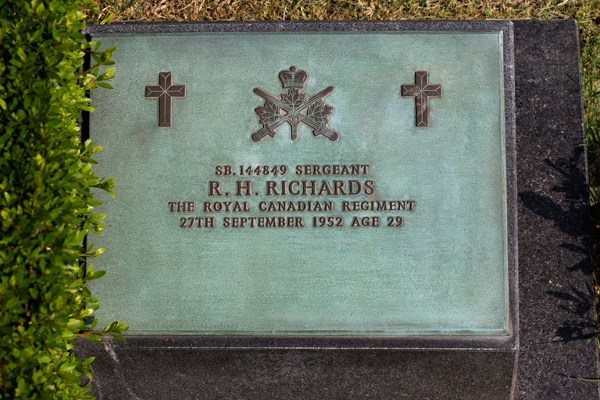 SB.144849 SERGEANT
R. H. RICHARDS
THE ROYAL CANADIAN REGIMENT
27TH SEPTEMBER 1952 AGE 29